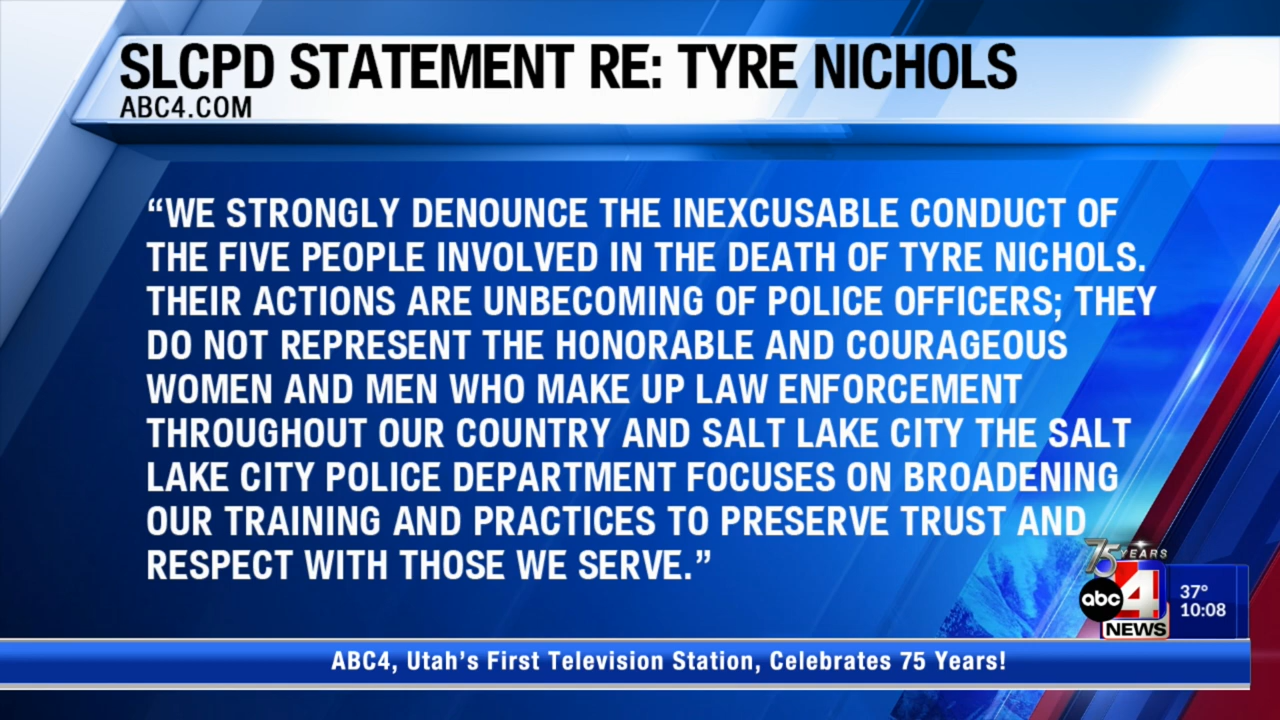 SLCPD STATEMENT RE: TYRE NICHOLS
ABC4.COM
“WE STRONGLY DENOUNCE THE INEXCUSABLE CONDUCT OF
THE FIVE PEOPLE INVOLVED IN THE DEATH OF TYRE NICHOLS.
THEIR ACTIONS ARE UNBECOMING OF POLICE OFFICERS; THEY
DO NOT REPRESENT THE HONORABLE AND COURAGEOUS
WOMEN AND MEN WHO MAKE UP LAW ENFORCEMENT
THROUGHOUT OUR COUNTRY AND SALT LAKE CITY THE SALT
LAKE CITY POLICE DEPARTMENT FOCUSES ON BROADENING
OUR TRAINING AND PRACTICES TO PRESERVE TRUST AND
RESPECT WITH THOSE WE SERVE.”
75 YEARS
abc 4
NEWS
37°
10:08
ABC4, Utah’s First Television Station, Celebrates 75 Years!